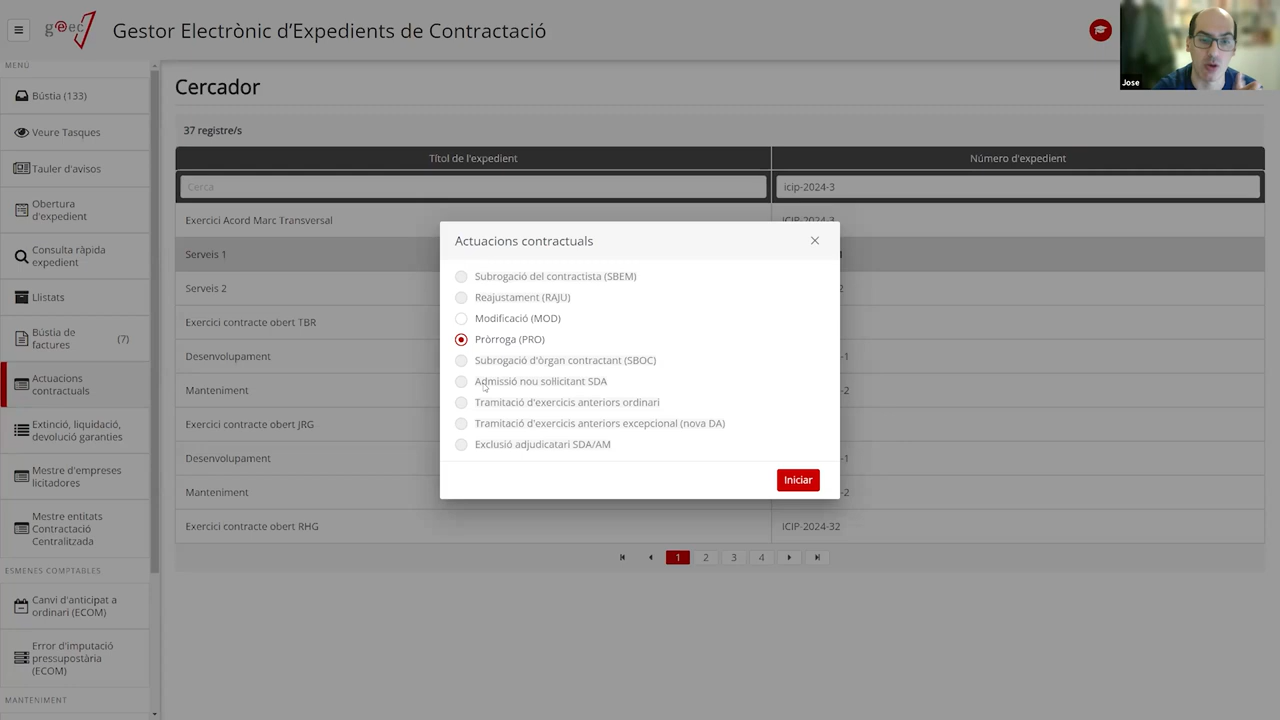 geec
Gestor Electrònic d'Expedients de Contractació
Jose
MENÚ
Bústia (133)
Veure Tasques
Tauler d'avisos
Obertura
d'expedient
Consulta ràpida
expedient
Llistats
Bústia de
factures
(7)
Actuacions
contractuals
Extinció, liquidació,
devolució garanties
Mestre d'empreses
licitadores
Mestre entitats
Contractació
Centralitzada
ESMENES COMPTABLES
Canvi d'anticipat a
ordinari (ECOM)
Error d'imputació
pressupostària
(ECOM)
MANTENIMENT
Cercador
37 registre/s
Títol de l'expedient
Número d'expedient
Cerca
icip-2024-3
Exercici Acord Marc Transversal
ICIP-2024-3
Serveis 1
Serveis 2
Exercici contracte obert TBR
Desenvolupament
-1
Manteniment
-2
Exercici contracte obert JRG
Desenvolupament
-1
Manteniment
-2
Exercici contracte obert RHG
ICIP-2024-32
1 2 3 4
Actuacions contractuals
Subrogació del contractista (SBEM)
Reajustament (RAJU)
Modificació (MOD)
Pròrroga (PRO)
Subrogació d'òrgan contractant (SBOC)
Admissió nou sol·licitant SDA
Tramitació d'exercicis anteriors ordinari
Tramitació d'exercicis anteriors excepcional (nova DA)
Exclusió adjudicatari SDA/AM
Iniciar